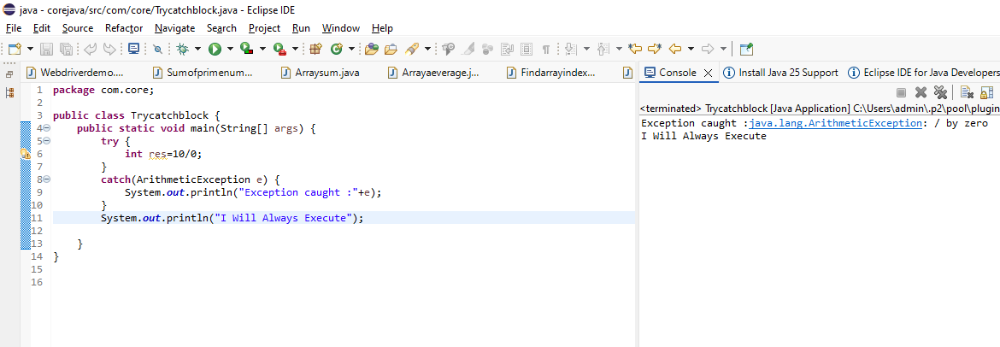 java - corejava/src/com/core/Trycatchblock.java - Eclipse IDE
File Edit Source Refactor Navigate Search Project Run Window Help
Webdriverdemo.... Sumofprimenum... Arraysum.java Arrayaeverage.j... Findarrayindex...
1 package com.core;
2
3 public class Trycatchblock {
4 public static void main(String[] args) {
5 try {
6 int res=10/0;
7 }
8 catch(ArithmeticException e) {
9 System.out.println("Exception caught :"+e);
10 }
11 System.out.println("I Will Always Execute");
12
13 }
14 }
15
16
Console Install Java 25 Support Eclipse IDE for Java Developers
<terminated> Trycatchblock [Java Application] C:\Users\admin\.p2\pool\plugin
Exception caught :java.lang.ArithmeticException: / by zero
I Will Always Execute